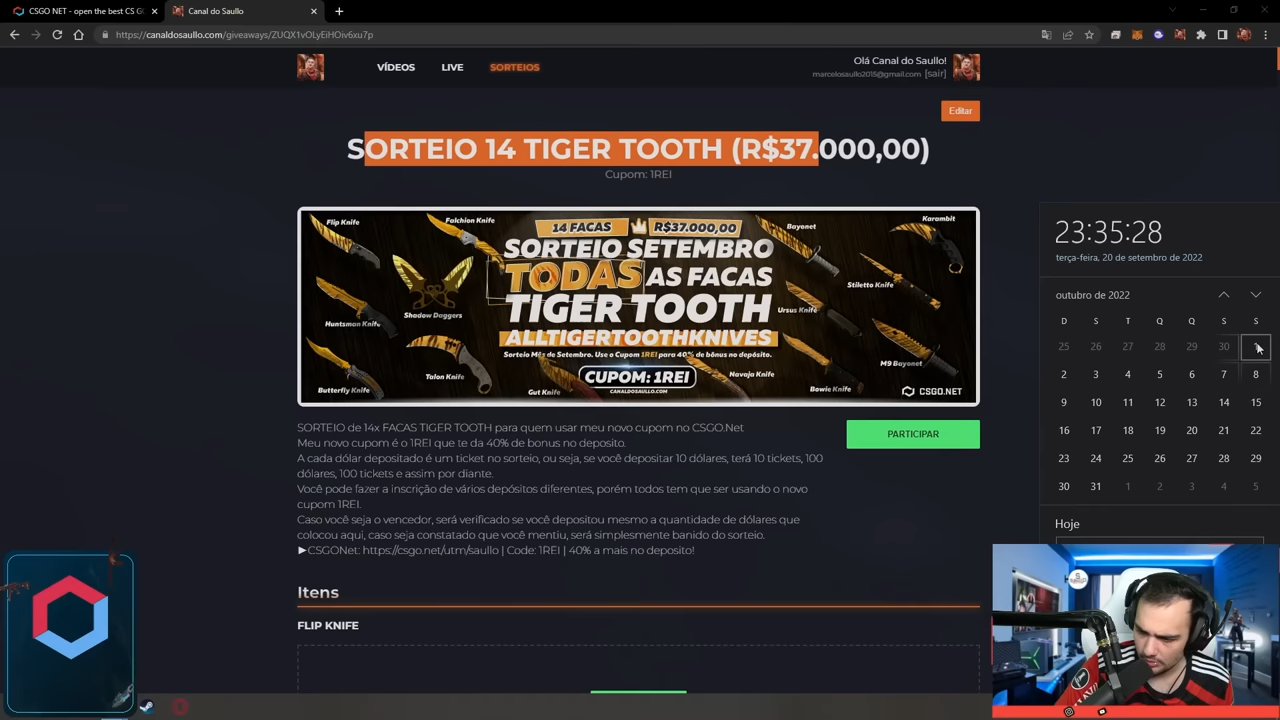 CSGO NET - open the best CS G
Canal do Saullo
https://canaldosaullo.com/giveaways/ZUQX1vOLyEiHOiv6xu7p
VÍDEOS LIVE SORTEIOS
Olá Canal do Saullo!
marcelosaullo2015@gmail.com [sair]
Editar
SORTEIO 14 TIGER TOOTH (R$37.000,00)
Cupom: 1REI
Flip Knife
Falchion Knife
14 FACAS R$37.000,00
Bayonet
Karambit
SORTEIO SETEMBRO
TODAS AS FACAS
TIGER TOOTH
ALLTIGERTOOTHKNIVES
Sorteio Mês de Setembro. Use o Cupom 1REI para 40% de bônus no depósito.
CUPOM: 1REI
CANALDOSAULLO.COM
Huntsman Knife
Shadow Daggers
Stiletto Knife
Ursus Knife
Butterfly Knife
Talon Knife
Gut Knife
Navaja Knife
Bowie Knife
M9 Bayonet
CSGO.NET
SORTEIO de 14x FACAS TIGER TOOTH para quem usar meu novo cupom no CSGO.Net
Meu novo cupom é o 1REI que te da 40% de bonus no deposito.
A cada dólar depositado é um ticket no sorteio, ou seja, se você depositar 10 dólares, terá 10 tickets, 100
dólares, 100 tickets e assim por diante.
Você pode fazer a inscrição de vários depósitos diferentes, porém todos tem que ser usando o novo
cupom 1REI.
Caso você seja o vencedor, será verificado se você depositou mesmo a quantidade de dólares que
colocou aqui, caso seja constatado que você mentiu, será simplesmente banido do sorteio.
►CSGONet: https://csgo.net/utm/saullo | Code: 1REI | 40% a mais no deposito!
PARTICIPAR
Itens
FLIP KNIFE
23:35:28
terça-feira, 20 de setembro de 2022
outubro de 2022
D S T Q Q S S
25 26 27 28 29 30
2 3 4 5 6 7 8
9 10 11 12 13 14 15
16 17 18 19 20 21 22
23 24 25 26 27 28 29
30 31 1 2 3 4 5
Hoje